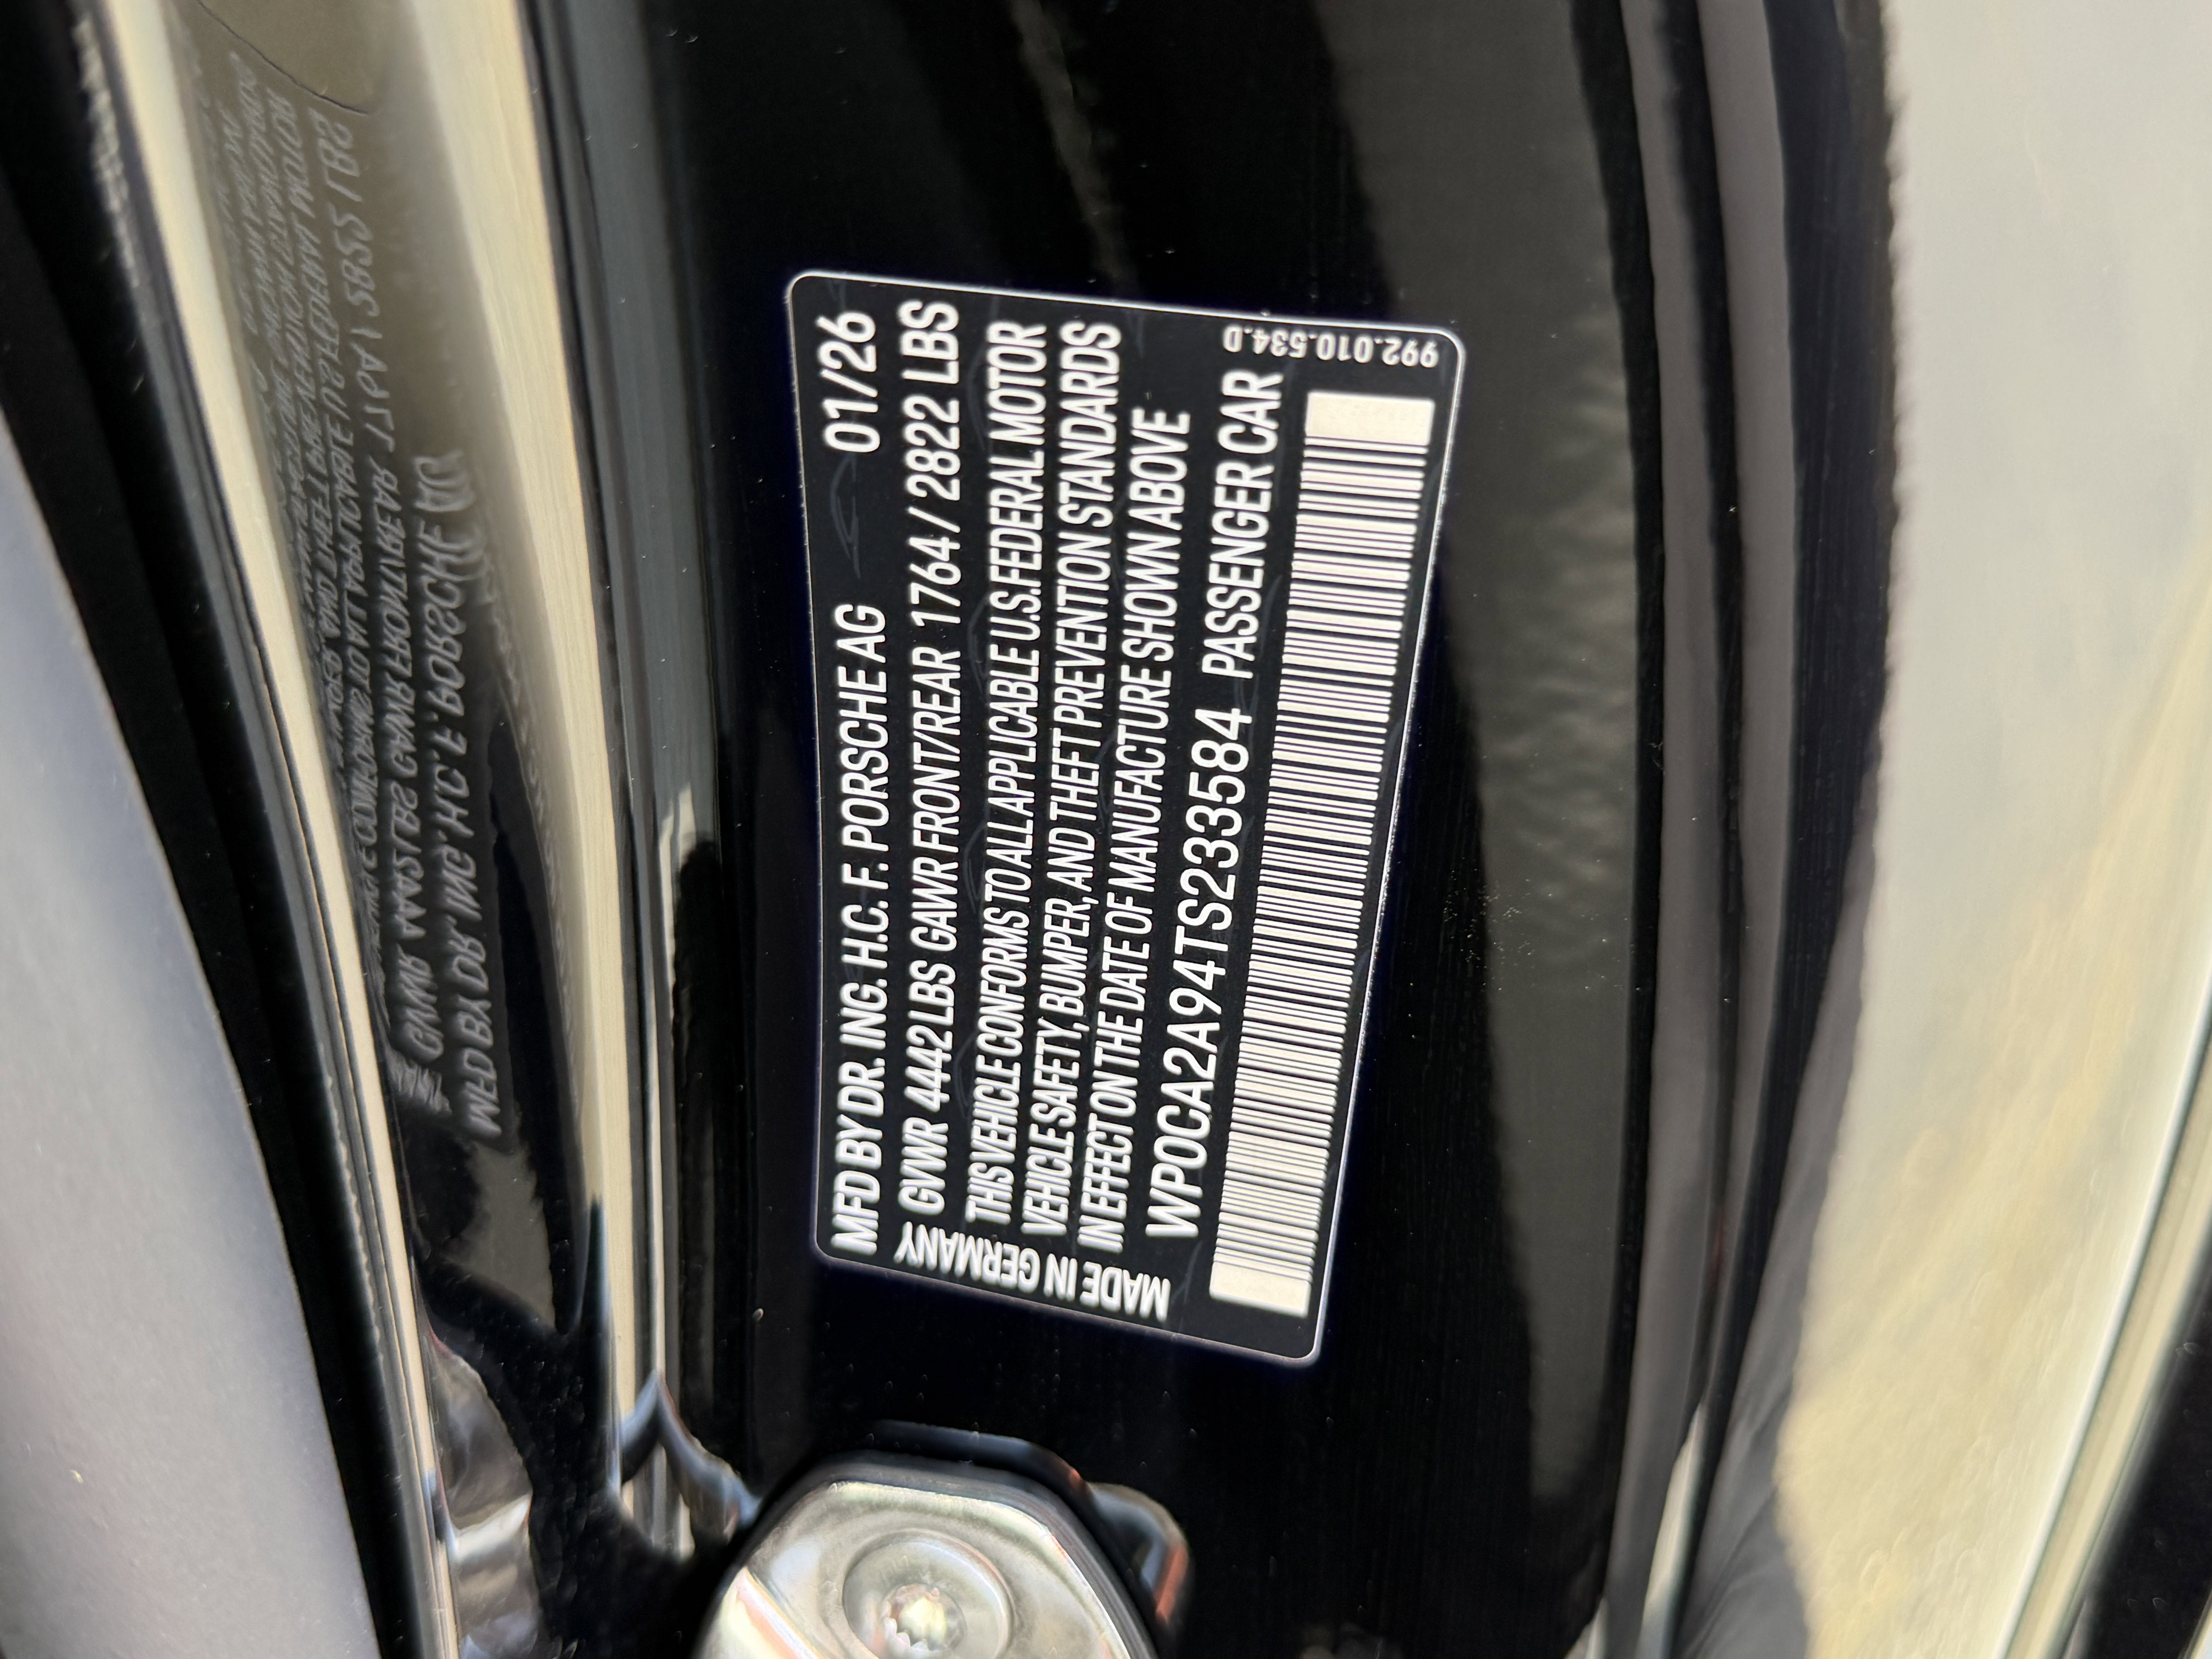 MFD BY DR. ING. H.C. F. PORSCHE AG 01/26
GVWR 4442 LBS GAWR FRONT/REAR 1764 / 2822 LBS
THIS VEHICLE CONFORMS TO ALL APPLICABLE U.S. FEDERAL MOTOR
VEHICLE SAFETY, BUMPER, AND THEFT PREVENTION STANDARDS
IN EFFECT ON THE DATE OF MANUFACTURE SHOWN ABOVE
WP0CA2A94TS233584 PASSENGER CAR
MADE IN GERMANY
992.010.534.D